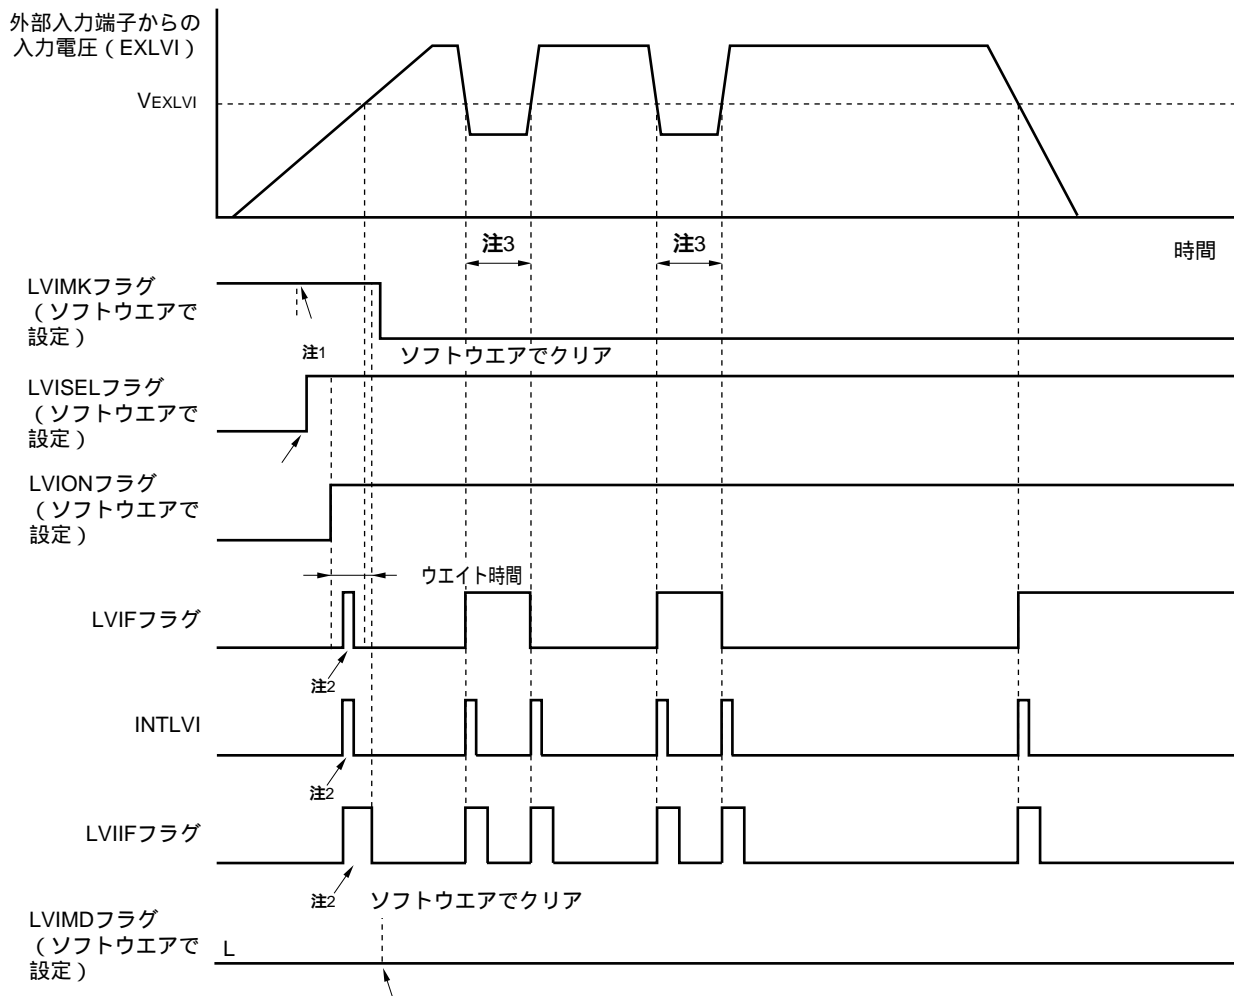 外部入力端子からの
入力電圧(EXLVI)
VEXLVI
注3
注3
時間
LVIMKフラグ
(ソフトウエアで
設定)
注1
ソフトウエアでクリア
LVISELフラグ
(ソフトウエアで
設定)
LVIONフラグ
(ソフトウエアで
設定)
ウエイト時間
LVIFフラグ
注2
INTLVI
注2
LVIIFフラグ
注2
ソフトウエアでクリア
LVIMDフラグ
(ソフトウエアで
設定)
L